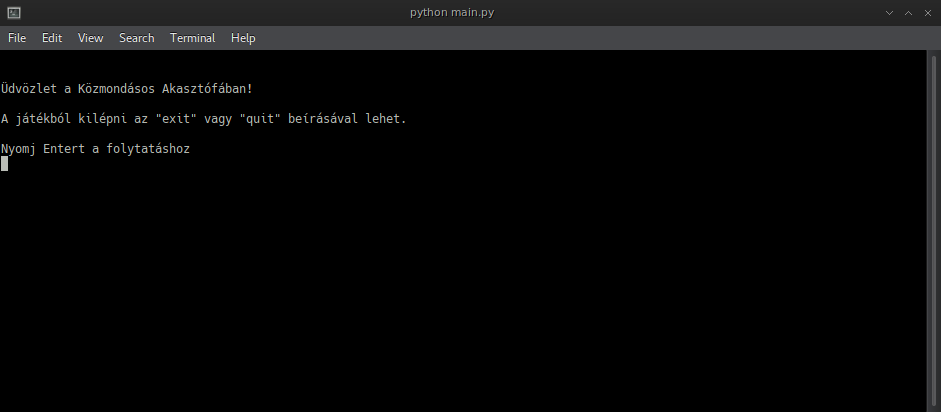 python main.py
File Edit View Search Terminal Help
Üdvözlet a Közmondásos Akasztófában!
A játékból kilépni az "exit" vagy "quit" beírásával lehet.
Nyomj Entert a folytatáshoz